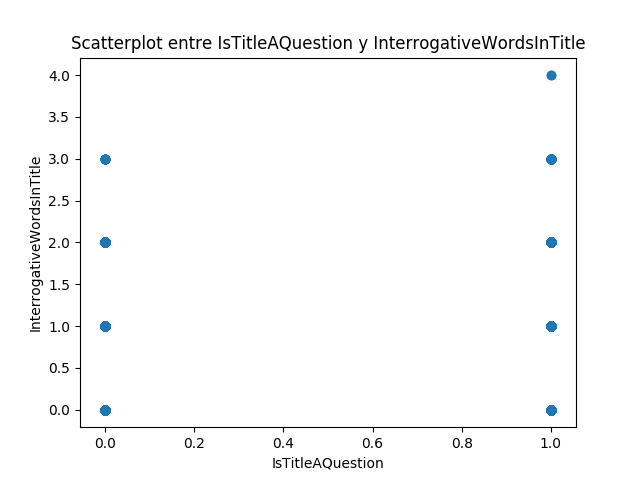 Scatterplot entre IsTitleAQuestion y InterrogativeWordsInTitle
4.0
3.5
3.0
2.5
2.0
1.5
1.0
0.5
0.0
InterrogativeWordsInTitle
0.0 0.2 0.4 0.6 0.8 1.0
IsTitleAQuestion